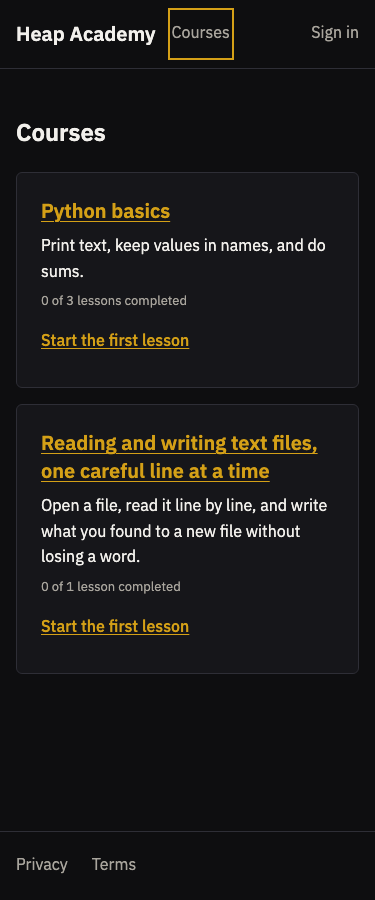 Heap Academy Courses Sign in
Courses
Python basics
Print text, keep values in names, and do
sums.
0 of 3 lessons completed
Start the first lesson
Reading and writing text files,
one careful line at a time
Open a file, read it line by line, and write
what you found to a new file without
losing a word.
0 of 1 lesson completed
Start the first lesson
Privacy Terms